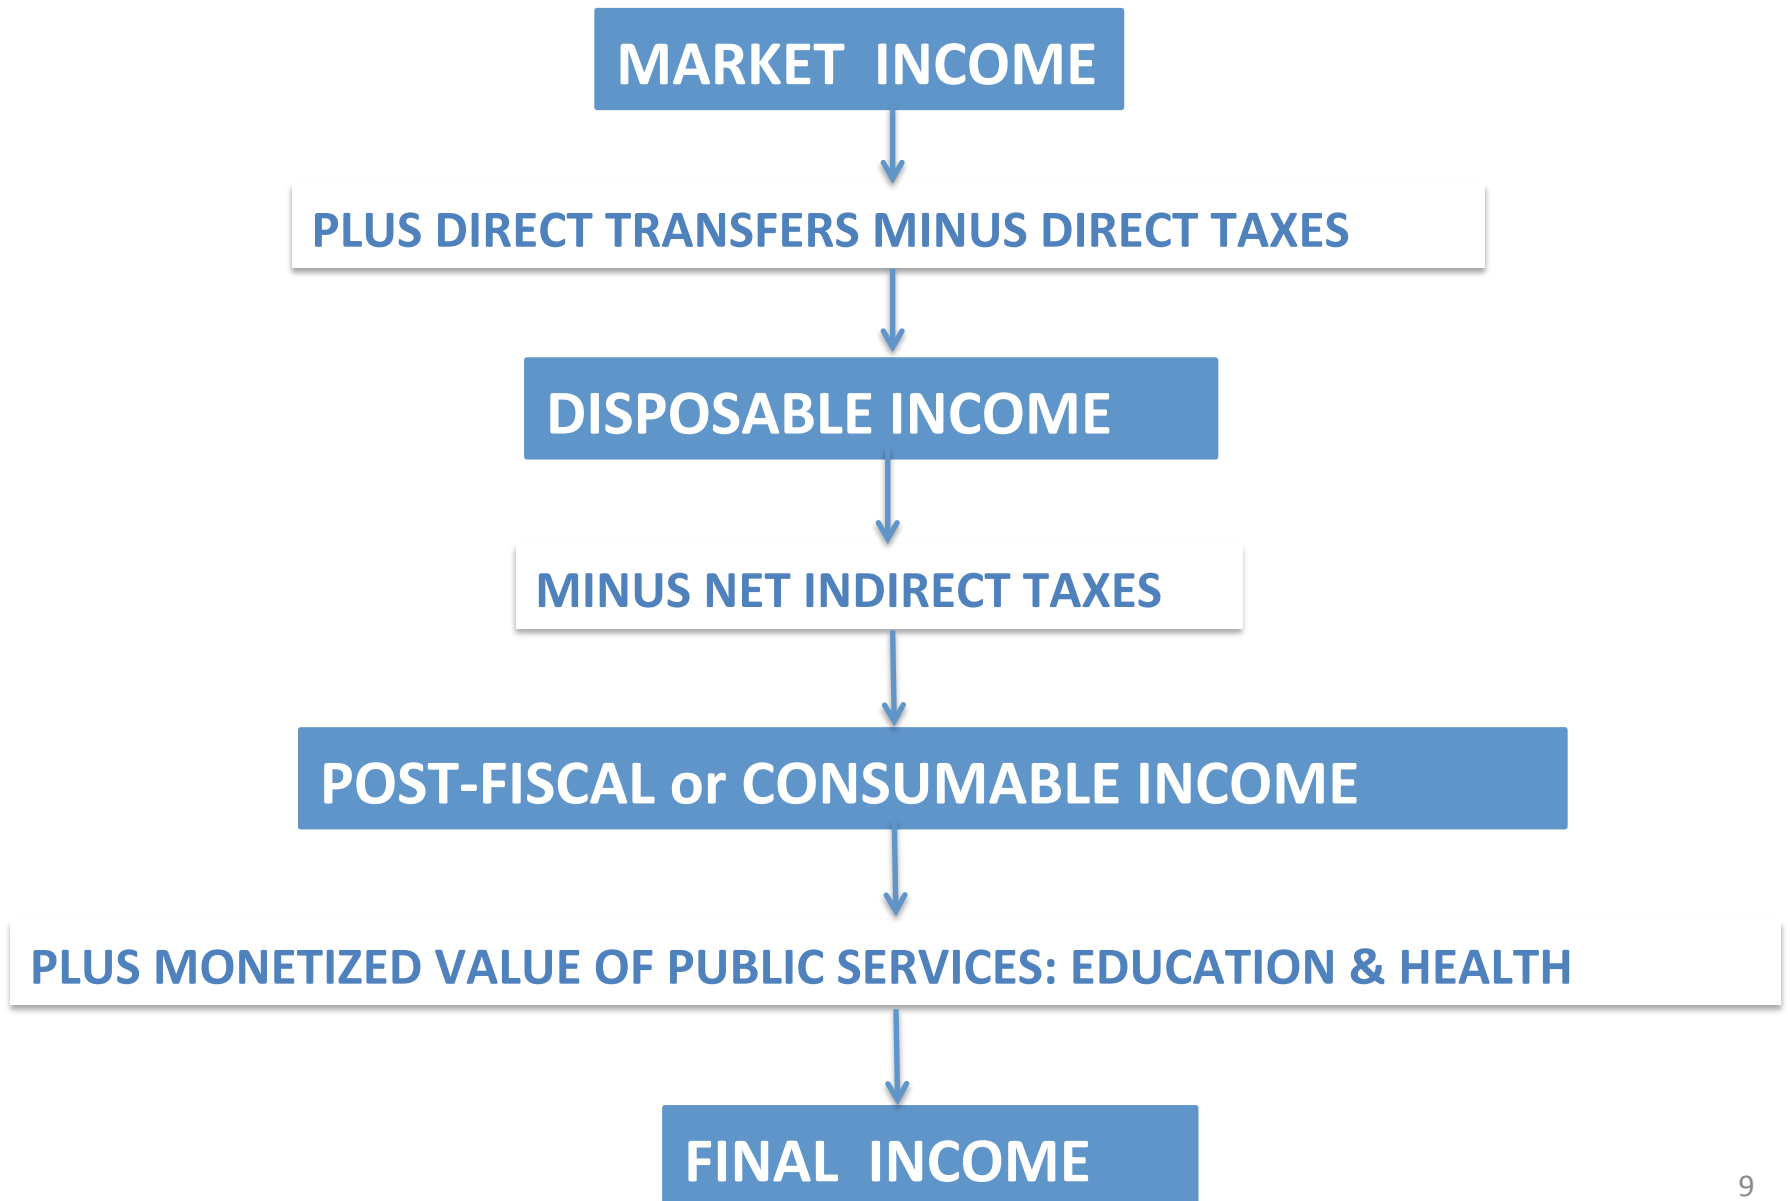 MARKET INCOME
PLUS DIRECT TRANSFERS MINUS DIRECT TAXES
DISPOSABLE INCOME
MINUS NET INDIRECT TAXES
POST-FISCAL or CONSUMABLE INCOME
PLUS MONETIZED VALUE OF PUBLIC SERVICES: EDUCATION & HEALTH
FINAL INCOME
9